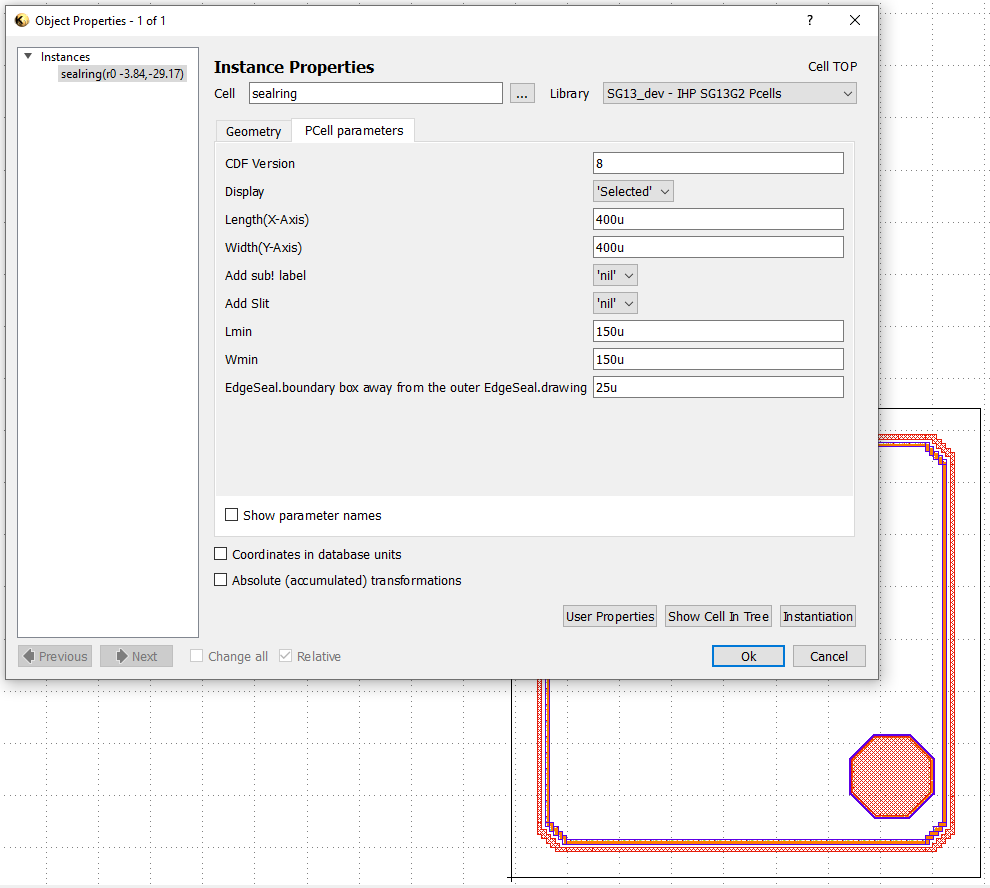 Object Properties - 1 of 1
?
Instances
sealring(r0 -3.84,-29.17)
Instance Properties
Cell TOP
Cell sealring ... Library SG13_dev - IHP SG13G2 Pcells
Geometry PCell parameters
CDF Version 8
Display 'Selected'
Length(X-Axis) 400u
Width(Y-Axis) 400u
Add sub! label 'nil'
Add Slit 'nil'
Lmin 150u
Wmin 150u
EdgeSeal.boundary box away from the outer EdgeSeal.drawing 25u
Show parameter names
Coordinates in database units
Absolute (accumulated) transformations
User Properties Show Cell In Tree Instantiation
Previous Next Change all Relative Ok Cancel